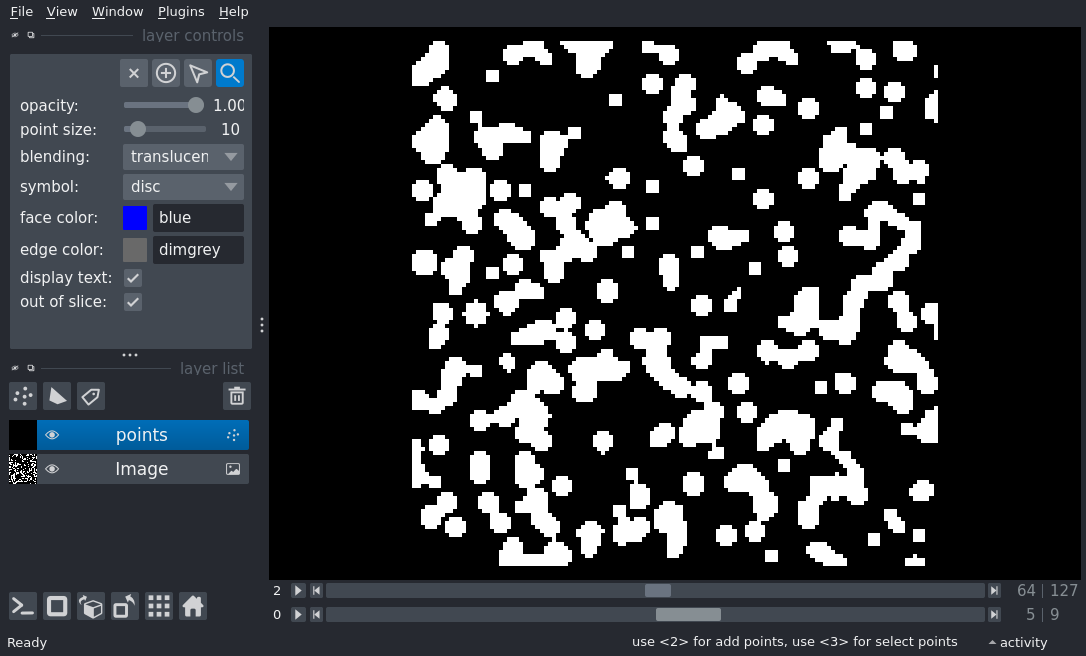 File View Window Plugins Help
layer controls
opacity: 1.00
point size: 10
blending: translucen
symbol: disc
face color: blue
edge color: dimgrey
display text:
out of slice:
layer list
points
Image
2 64 | 127
0 5 | 9
Ready use <2> for add points, use <3> for select points activity